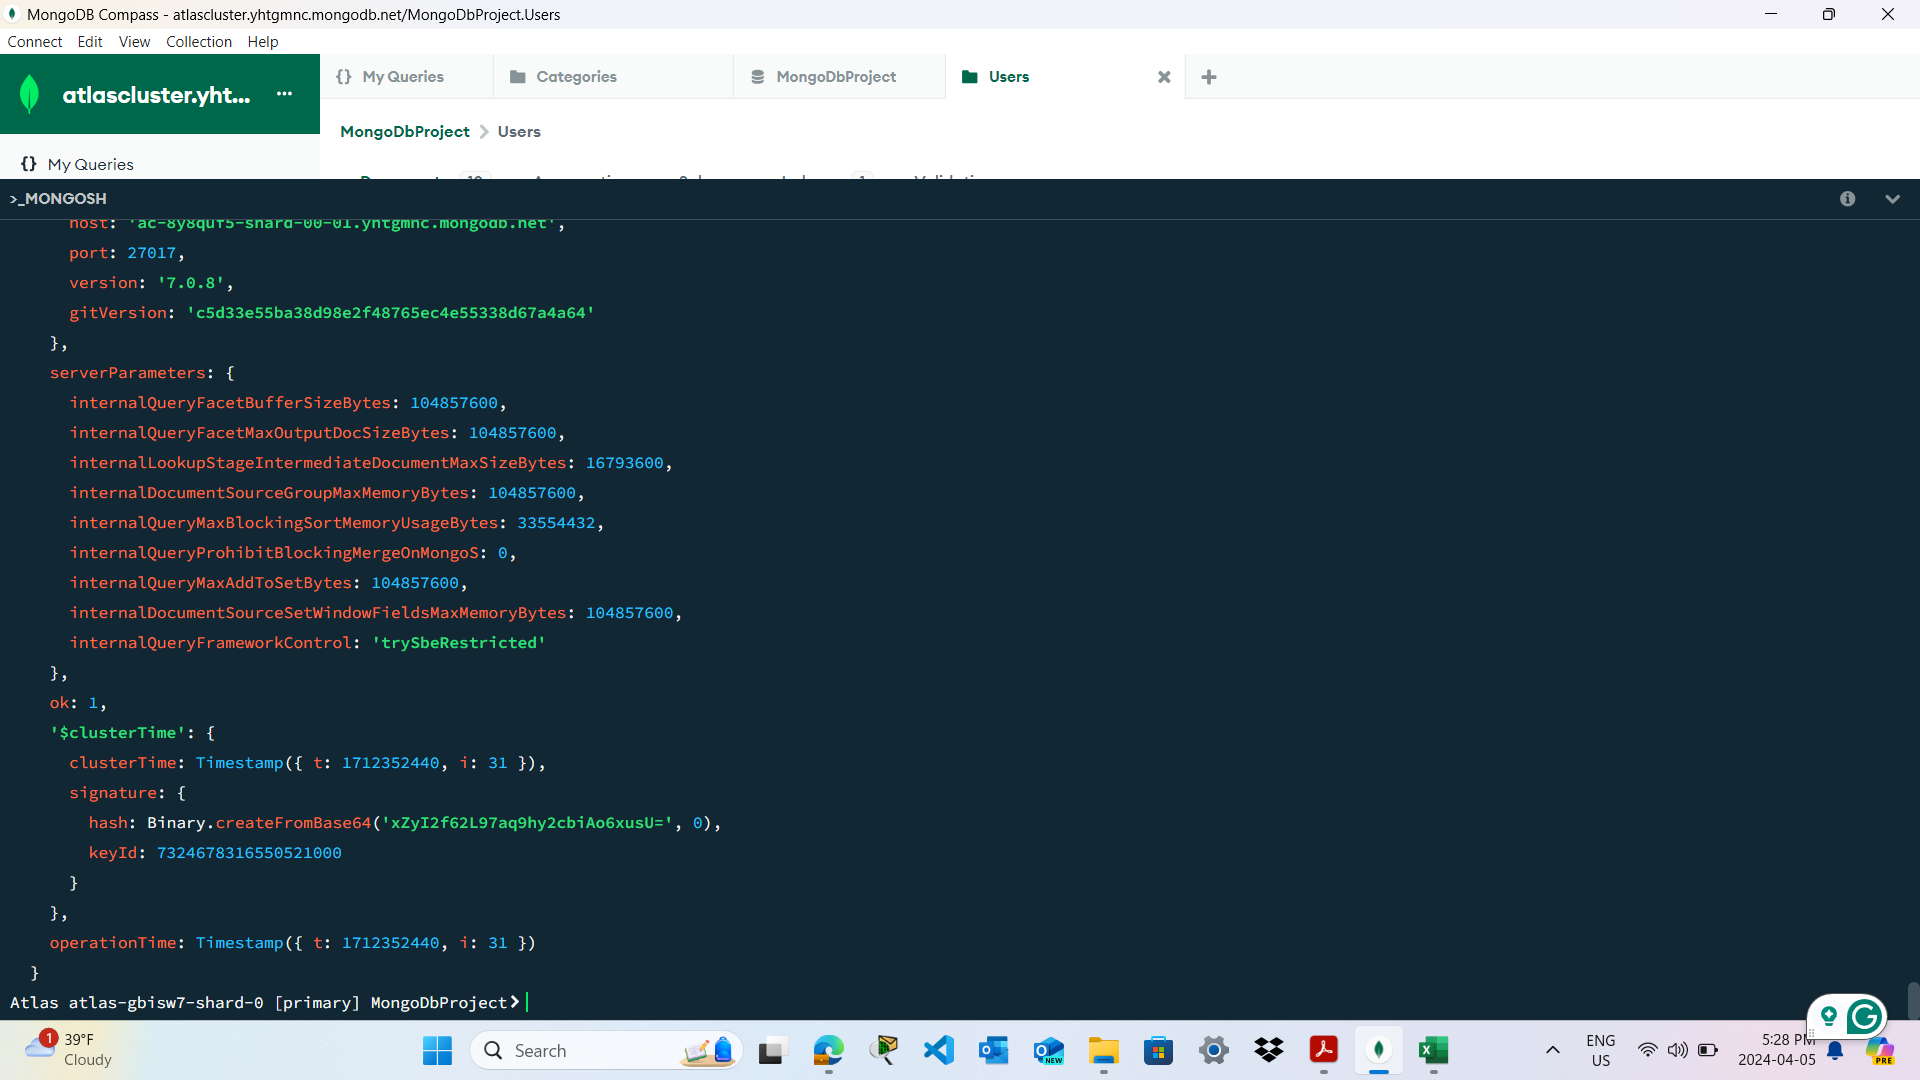 MongoDB Compass - atlascluster.yhtgmnc.mongodb.net/MongoDbProject.Users
Connect Edit View Collection Help
atlascluster.yht... ...
{} My Queries
Categories
MongoDbProject
Users
MongoDbProject > Users
{} My Queries
>_MONGOSH
host: 'ac-8y8quf5-shard-00-01.yhtgmnc.mongodb.net',
port: 27017,
version: '7.0.8',
gitVersion: 'c5d33e55ba38d98e2f48765ec4e55338d67a4a64'
},
serverParameters: {
internalQueryFacetBufferSizeBytes: 104857600,
internalQueryFacetMaxOutputDocSizeBytes: 104857600,
internalLookupStageIntermediateDocumentMaxSizeBytes: 16793600,
internalDocumentSourceGroupMaxMemoryBytes: 104857600,
internalQueryMaxBlockingSortMemoryUsageBytes: 33554432,
internalQueryProhibitBlockingMergeOnMongoS: 0,
internalQueryMaxAddToSetBytes: 104857600,
internalDocumentSourceSetWindowFieldsMaxMemoryBytes: 104857600,
internalQueryFrameworkControl: 'trySbeRestricted'
},
ok: 1,
'$clusterTime': {
clusterTime: Timestamp({ t: 1712352440, i: 31 }),
signature: {
hash: Binary.createFromBase64('xZyI2f62L97aq9hy2cbiAo6xusU=', 0),
keyId: 7324678316550521000
}
},
operationTime: Timestamp({ t: 1712352440, i: 31 })
}
Atlas atlas-gbisw7-shard-0 [primary] MongoDbProject>
1
39°F
Cloudy
Search
NEW
ENG
US
5:28 PM
2024-04-05
PRE